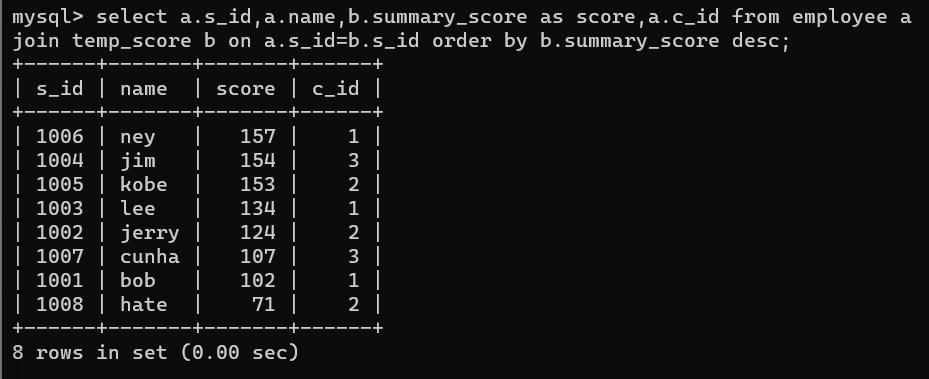 mysql> select a.s_id,a.name,b.summary_score as score,a.c_id from employee a
join temp_score b on a.s_id=b.s_id order by b.summary_score desc;
+------+-------+-------+------+
| s_id | name  | score | c_id |
+------+-------+-------+------+
| 1006 | ney   |   157 |    1 |
| 1004 | jim   |   154 |    3 |
| 1005 | kobe  |   153 |    2 |
| 1003 | lee   |   134 |    1 |
| 1002 | jerry |   124 |    2 |
| 1007 | cunha |   107 |    3 |
| 1001 | bob   |   102 |    1 |
| 1008 | hate  |    71 |    2 |
+------+-------+-------+------+
8 rows in set (0.00 sec)